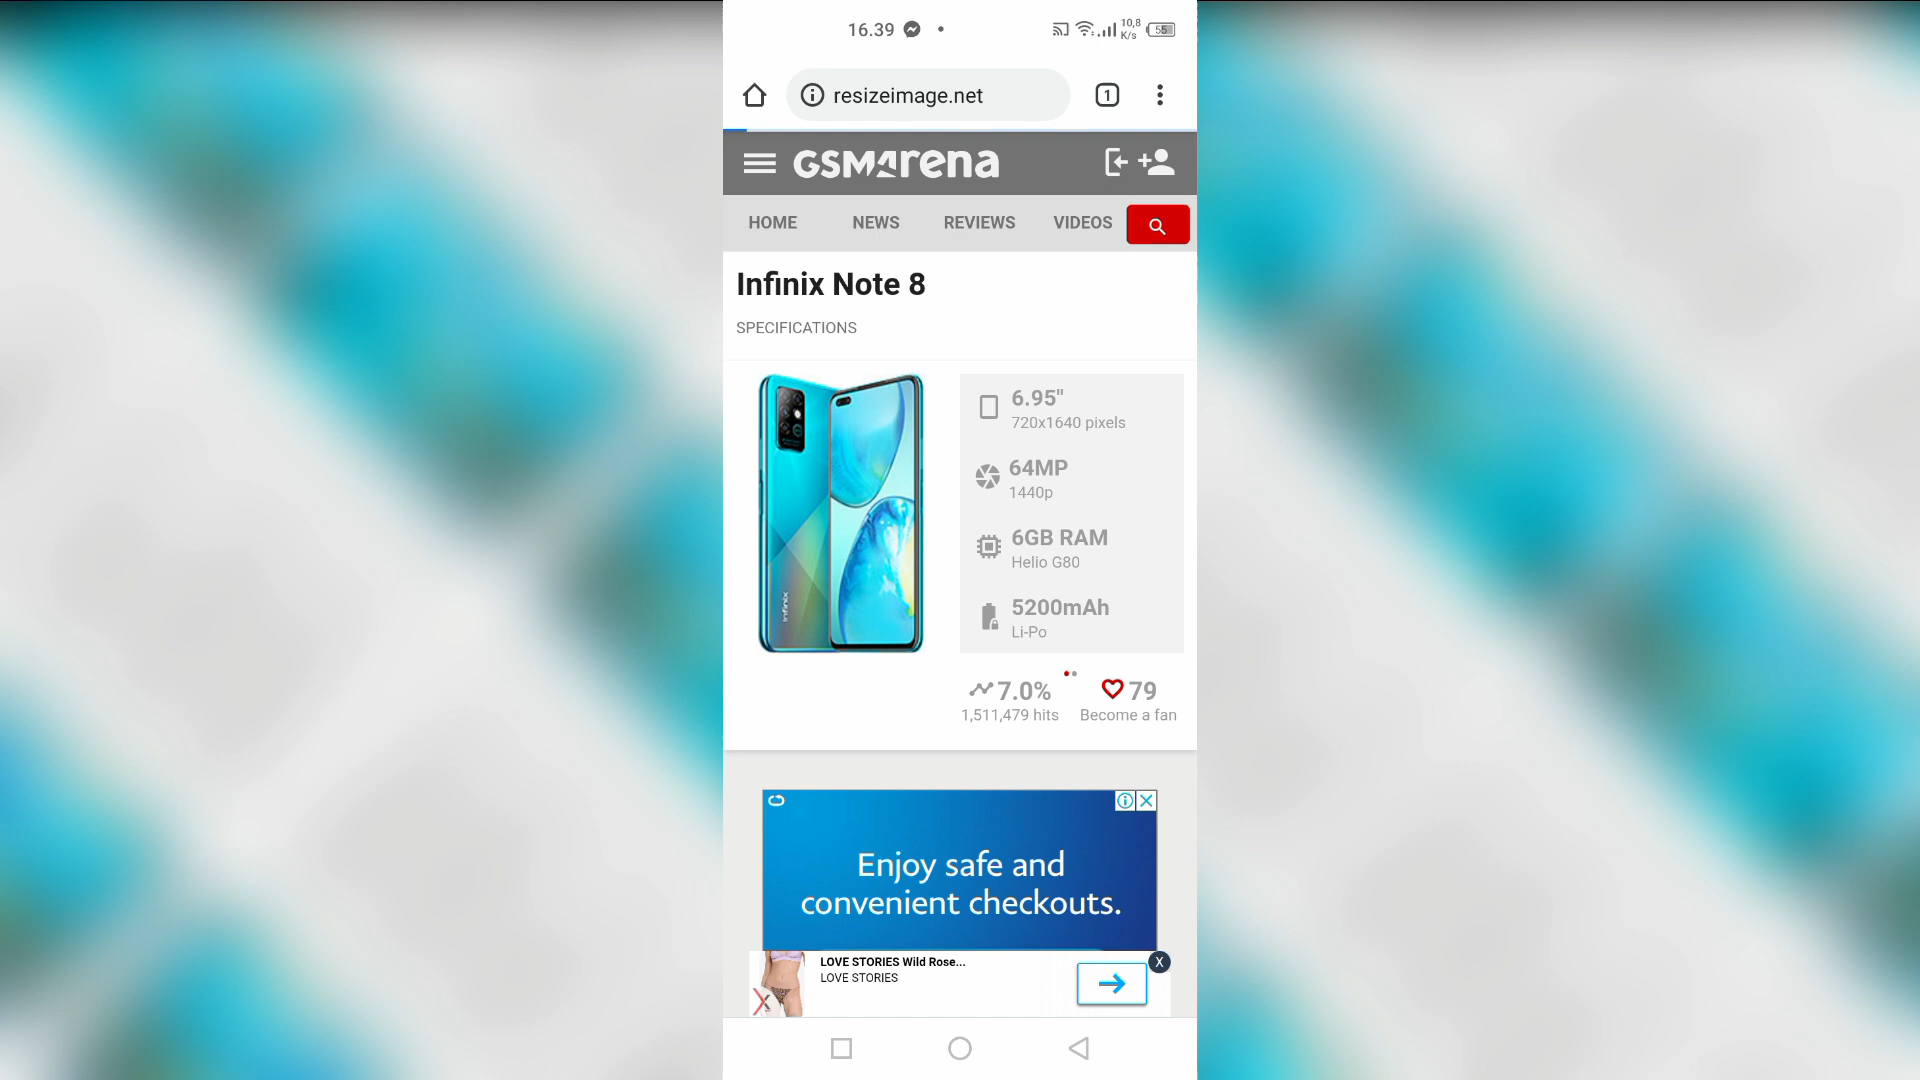 16.39
10,8
K/s
55
resizeimage.net
1
GSMArena
HOME
NEWS
REVIEWS
VIDEOS
Infinix Note 8
SPECIFICATIONS
6.95"
720x1640 pixels
64MP
1440p
6GB RAM
Helio G80
5200mAh
Li-Po
Infinix
7.0%
79
1,511,479 hits
Become a fan
Enjoy safe and
convenient checkouts.
LOVE STORIES Wild Rose...
X
LOVE STORIES